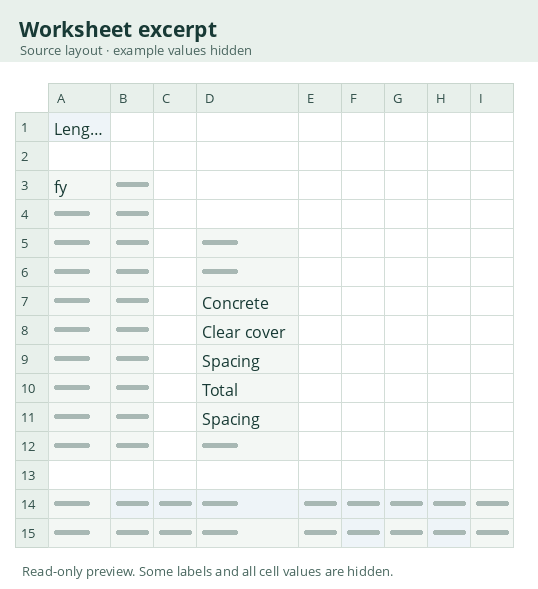 Worksheet excerpt
Source layout · example values hidden
A B C D E F G H I
1 Leng...
2
3 fy
4
5
6
7 Concrete
8 Clear cover
9 Spacing
10 Total
11 Spacing
12
13
14
15
Read-only preview. Some labels and all cell values are hidden.